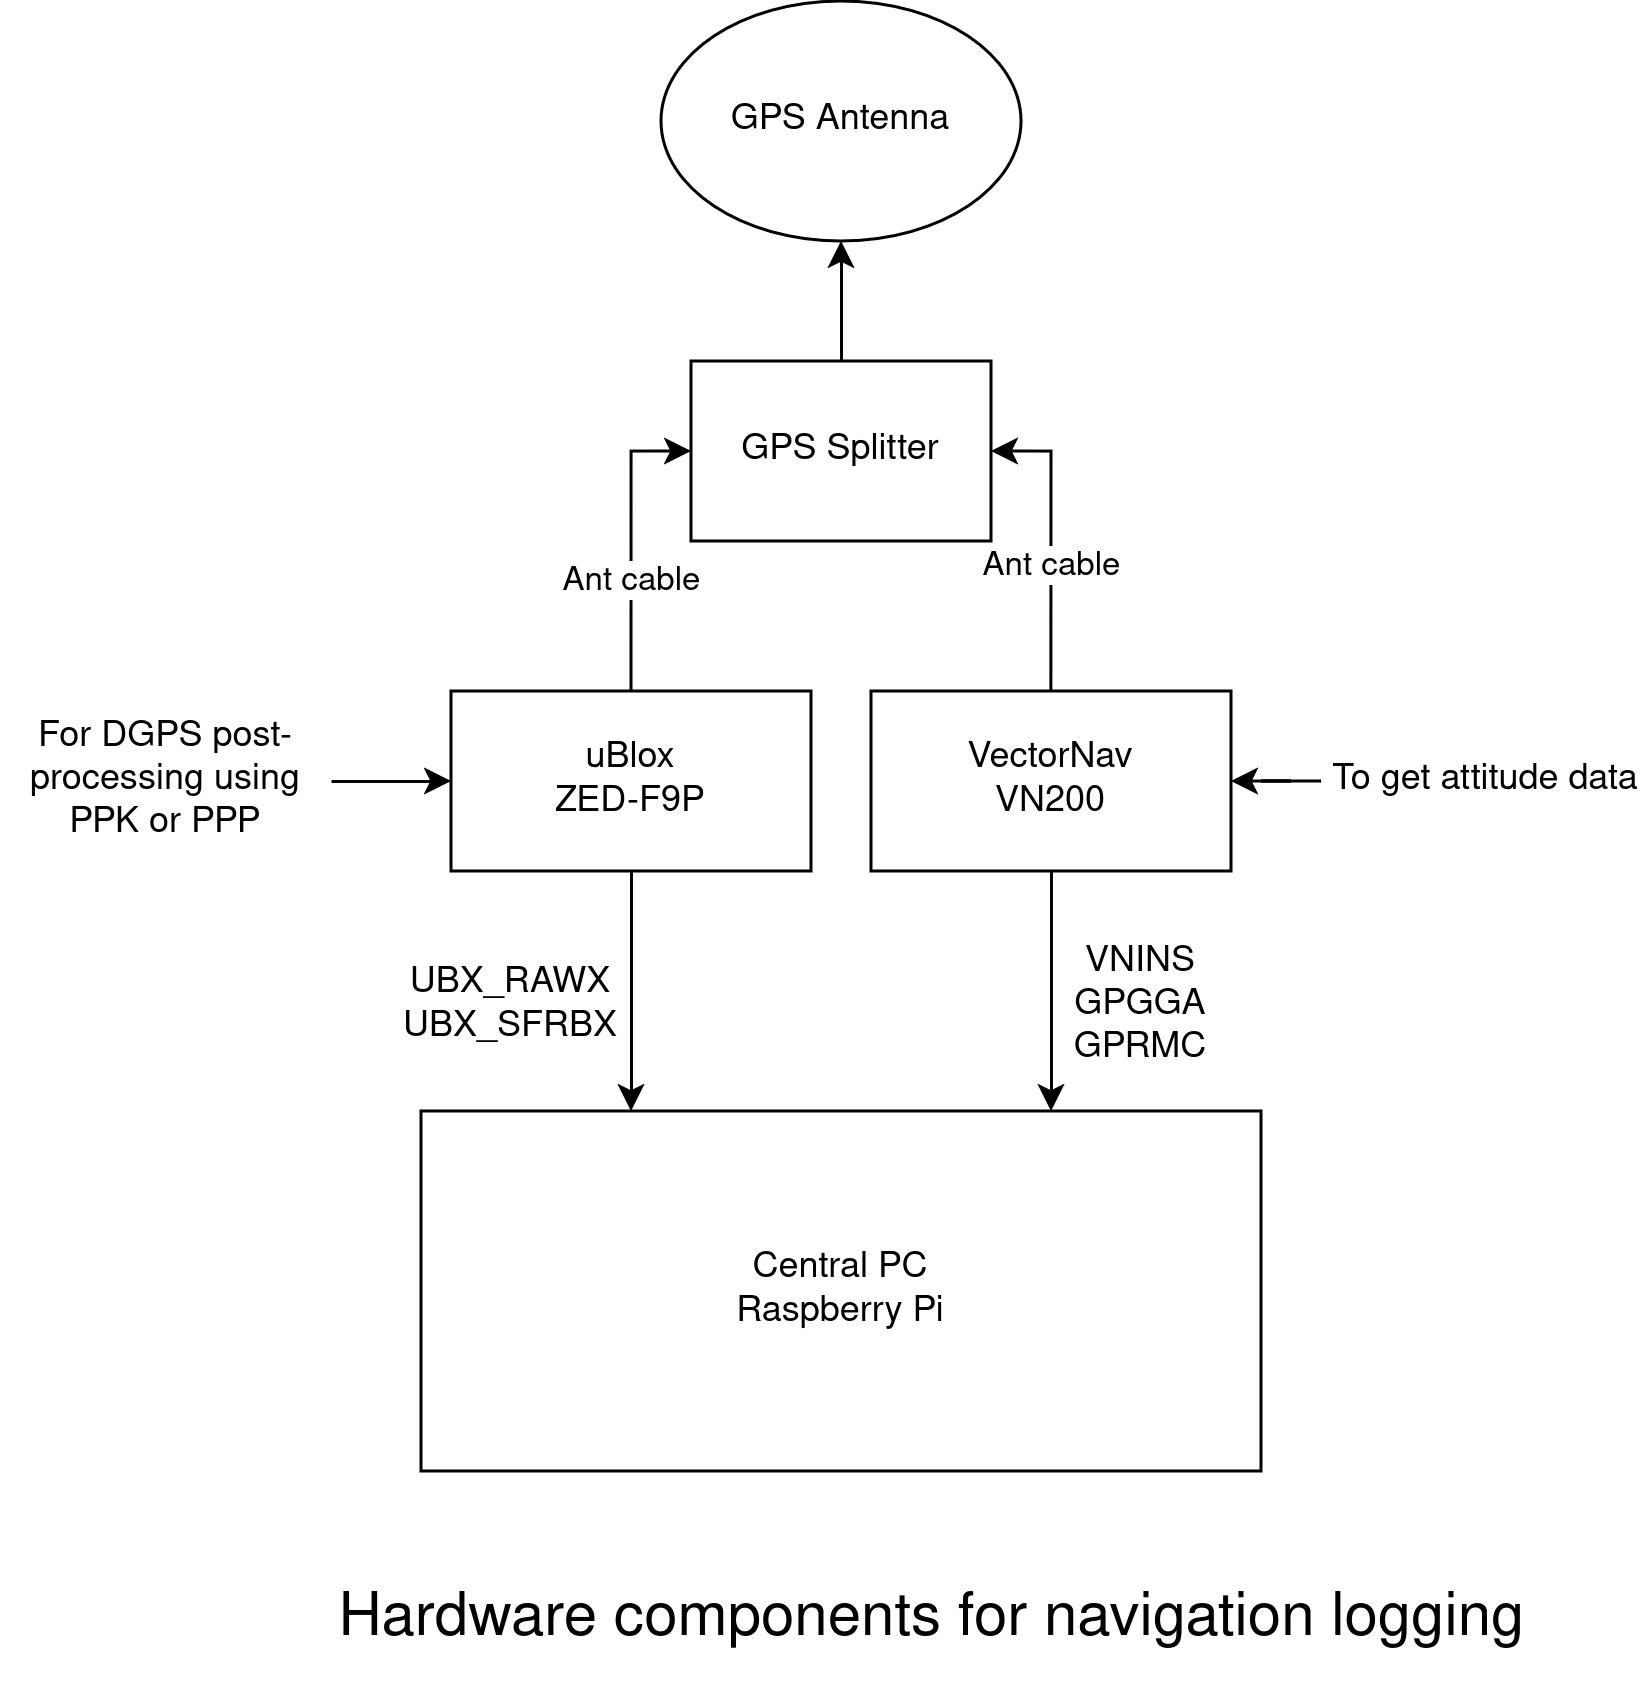 GPS Antenna
GPS Splitter
Ant cable
Ant cable
For DGPS post-
processing using
PPK or PPP
uBlox
ZED-F9P
VectorNav
VN200
To get attitude data
UBX_RAWX
UBX_SFRBX
VNINS
GPGGA
GPRMC
Central PC
Raspberry Pi
Hardware components for navigation logging